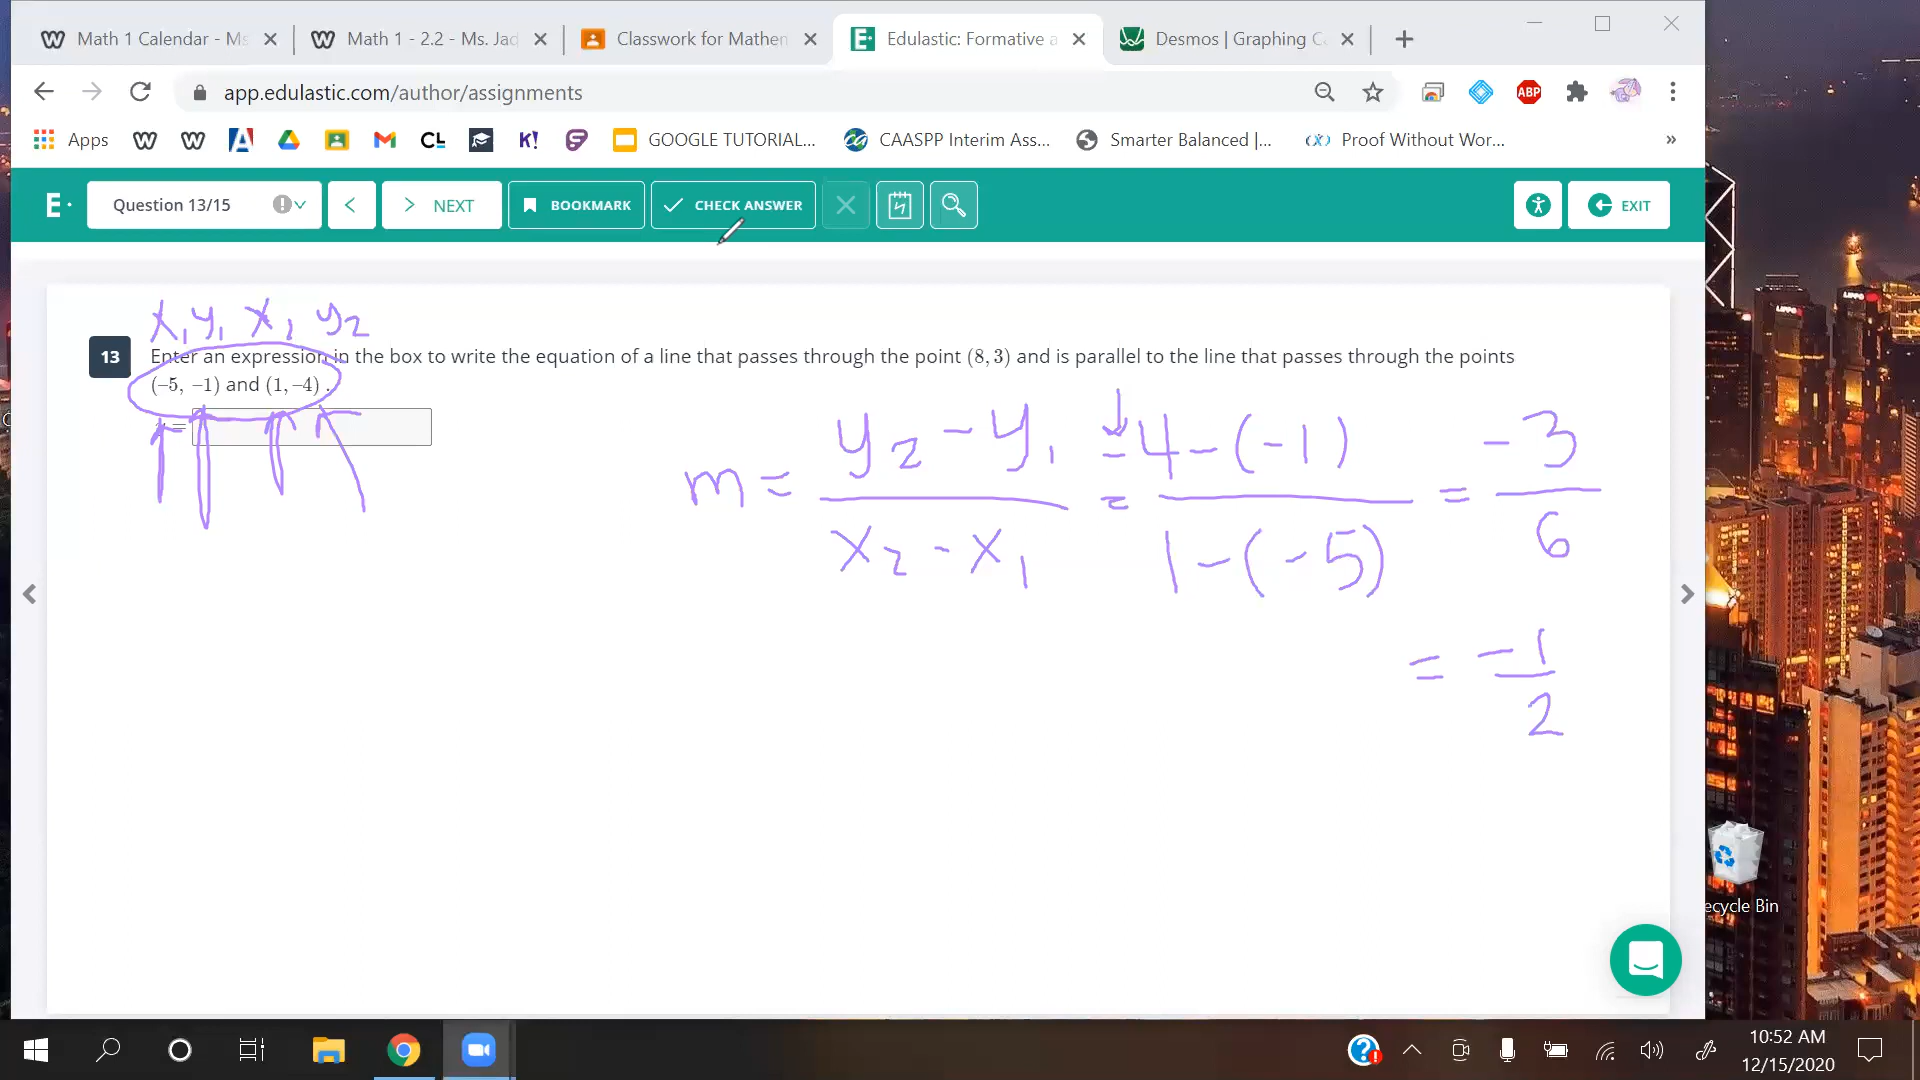 Math 1 Calendar - Ms
Math 1 - 2.2 - Ms. Jad
Classwork for Mathen
Edulastic: Formative a
Desmos | Graphing C
app.edulastic.com/author/assignments
ABP
Apps
CL
K!
GOOGLE TUTORIAL...
CAASPP Interim Ass...
Smarter Balanced |...
Proof Without Wor...
»
E
Question 13/15
NEXT
BOOKMARK
CHECK ANSWER
EXIT
x₁ y₁ x₂ y₂
13
Enter an expression in the box to write the equation of a line that passes through the point (8, 3) and is parallel to the line that passes through the points
(–5, –1) and (1, –4) .
m = y₂ - y₁ / x₂ - x₁ = -4 - (-1) / 1 - (-5) = -3 / 6
= -1 / 2
ecycle Bin
10:52 AM
12/15/2020